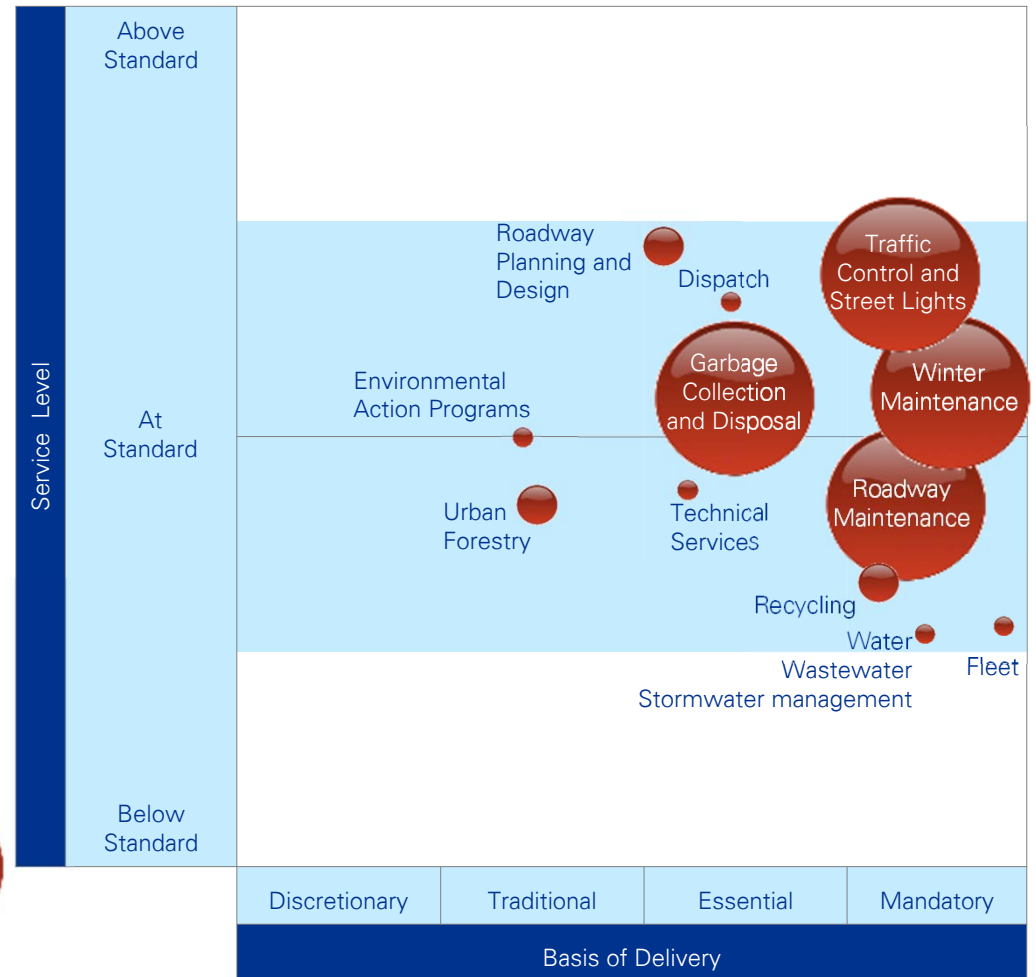 Above
Standard
Roadway
Planning and
Design
Dispatch
Traffic
Control and
Street Lights
Service Level
At
Standard
Environmental
Action Programs
Garbage
Collection
and Disposal
Winter
Maintenance
Urban
Forestry
Technical
Services
Roadway
Maintenance
Recycling
Water
Wastewater
Stormwater management
Fleet
Below
Standard
Discretionary
Traditional
Essential
Mandatory
Basis of Delivery